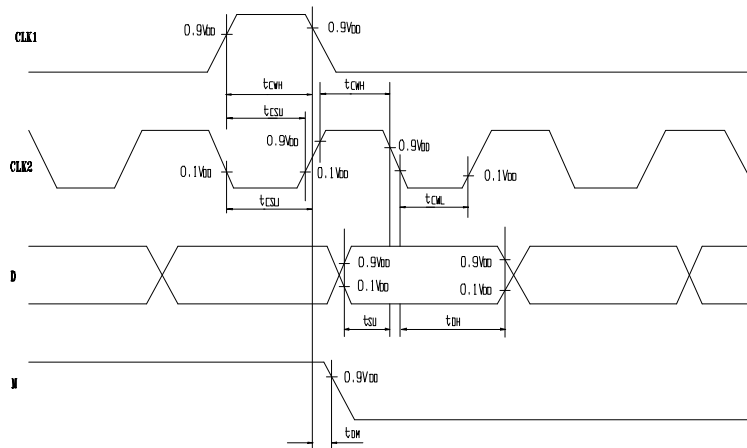 CLK1
0.9VDD
0.9VDD
tCWH
tCWH
tCSU
CLK2
0.9VDD
0.9VDD
0.1VDD
0.1VDD
0.1VDD
tCSU
tCWL
D
0.9VDD
0.9VDD
0.1VDD
0.1VDD
tSU
tDH
M
0.9VDD
tDM